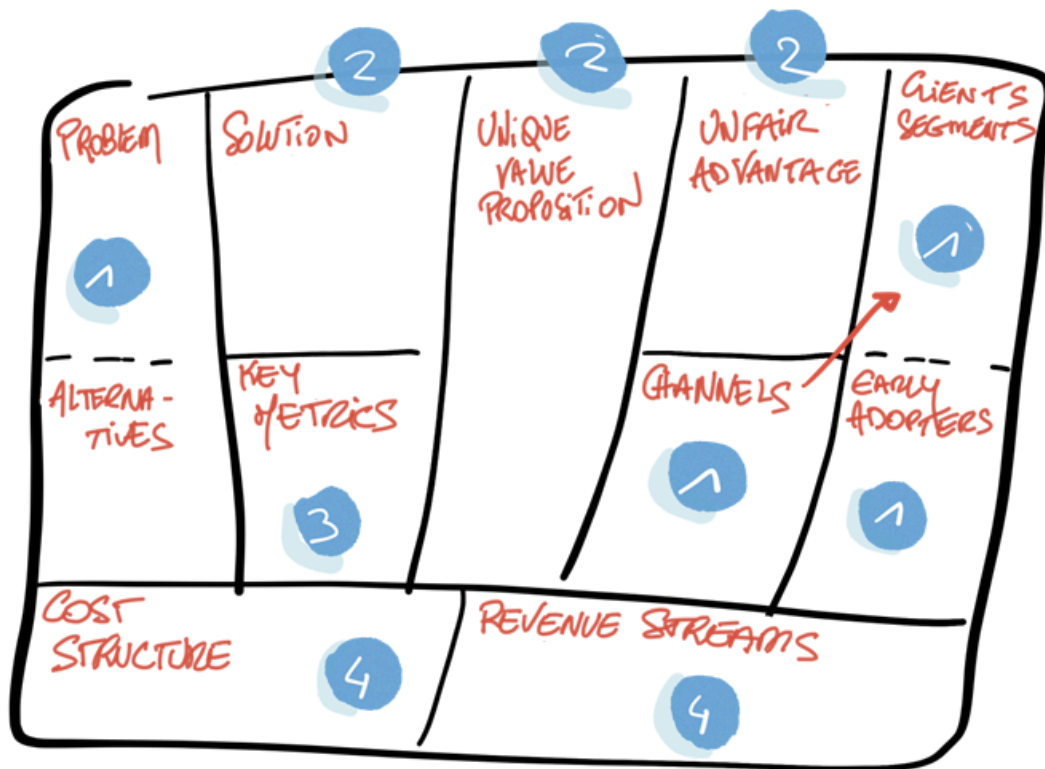 2
2
2
PROBLEM
1
ALTERNA-
TIVES
SOLUTION
KEY
METRICS
3
UNIQUE
VALUE
PROPOSITION
UNFAIR
ADVANTAGE
CHANNELS
1
CLIENTS
SEGMENTS
1
EARLY
ADOPTERS
1
COST
STRUCTURE
4
REVENUE STREAMS
4